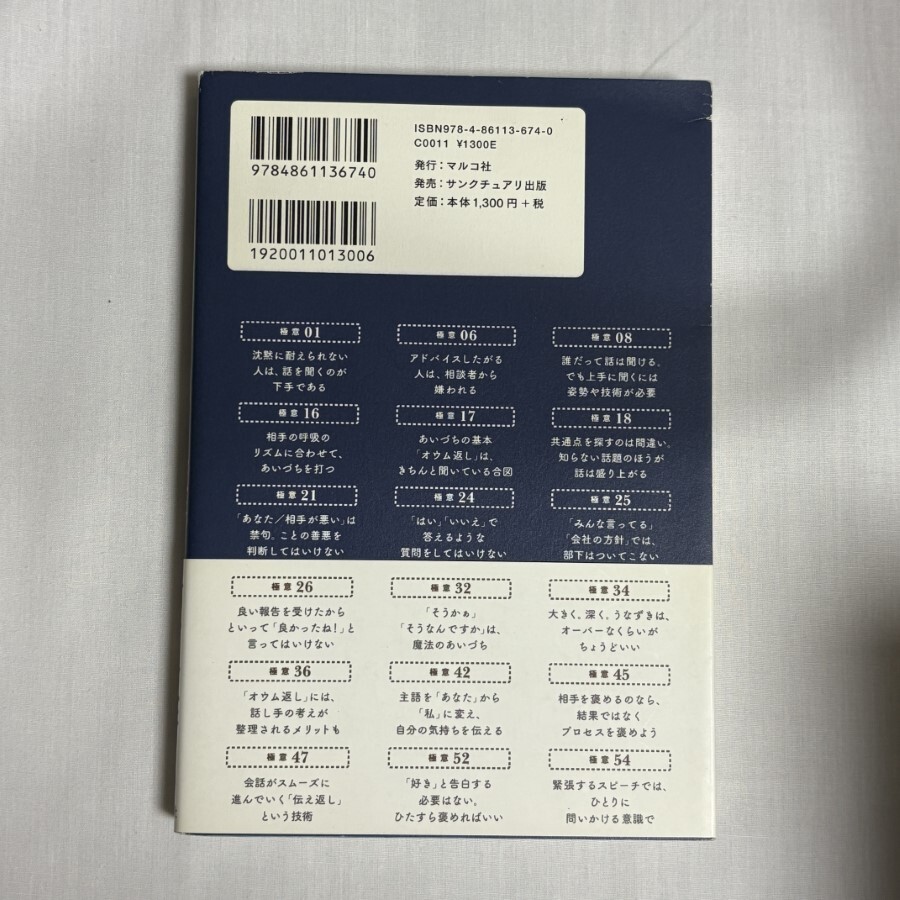 ISBN978-4-86113-674-0
C0011 ¥1300E
9784861136740
発行：マルコ社
発売：サンクチュアリ出版
定価：本体1,300円＋税
1920011013006
極意01
沈黙に耐えられない
人は、話を聞くのが
下手である
極意06
アドバイスしたがる
人は、相談者から
嫌われる
極意08
誰だって話は聞ける。
でも上手に聞くには
姿勢や技術が必要
極意16
相手の呼吸の
リズムに合わせて、
あいづちを打つ
極意17
あいづちの基本
「オウム返し」は、
きちんと聞いている合図
極意18
共通点を探すのは間違い。
知らない話題のほうが
話は盛り上がる
極意21
「あなた／相手が悪い」は
禁句。ことの善悪を
判断してはいけない
極意24
「はい」「いいえ」で
答えるような
質問をしてはいけない
極意25
「みんな言ってる」
「会社の方針」では、
部下はついてこない
極意26
良い報告を受けたから
といって「良かったね！」と
言ってはいけない
極意32
「そうかぁ」
「そうなんですか」は、
魔法のあいづち
極意34
大きく。深く。うなずきは、
オーバーなくらいが
ちょうどいい
極意36
「オウム返し」には、
話し手の考えが
整理されるメリットも
極意42
主語を「あなた」から
「私」に変え、
自分の気持ちを伝える
極意45
相手を褒めるのなら、
結果ではなく
プロセスを褒めよう
極意47
会話がスムーズに
進んでいく「伝え返し」
という技術
極意52
「好き」と告白する
必要はない。
ひたすら褒めればいい
極意54
緊張するスピーチでは、
ひとりに
問いかける意識で